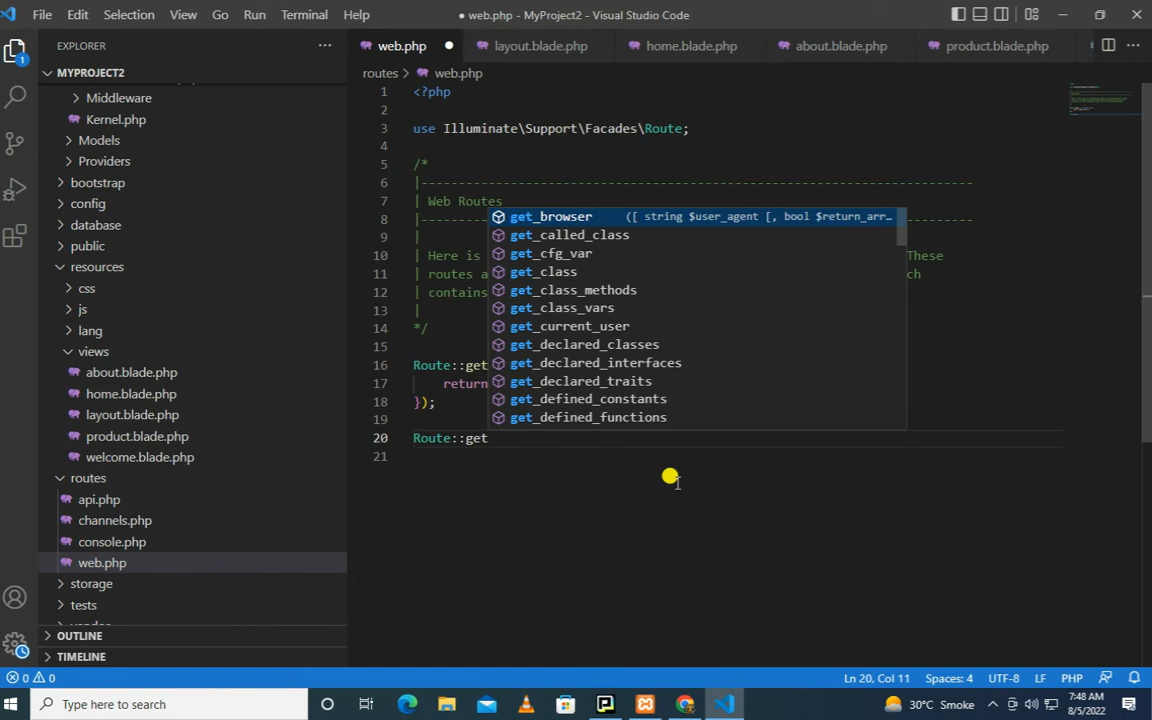 File Edit Selection View Go Run Terminal Help
● web.php - MyProject2 - Visual Studio Code
EXPLORER
web.php
layout.blade.php
home.blade.php
about.blade.php
product.blade.php
1
MYPROJECT2
Middleware
Kernel.php
Models
Providers
bootstrap
config
database
public
resources
css
js
lang
views
about.blade.php
home.blade.php
layout.blade.php
product.blade.php
welcome.blade.php
routes
api.php
channels.php
console.php
web.php
storage
tests
OUTLINE
TIMELINE
routes > web.php
1 <?php
2
3 use Illuminate\Support\Facades\Route;
4
5 /*
6 |--------------------------------------------------------------------------
7 | Web Routes
8 |--------------------------------------------------------------------------
9 |
10 | Here is These
11 | routes a ch
12 | contains
13 |
14 */
15
16 Route::get
17 return
18 });
19
20 Route::get
21
get_browser ([ string $user_agent [, bool $return_arr…
get_called_class
get_cfg_var
get_class
get_class_methods
get_class_vars
get_current_user
get_declared_classes
get_declared_interfaces
get_declared_traits
get_defined_constants
get_defined_functions
0 0
Ln 20, Col 11 Spaces: 4 UTF-8 LF PHP
Type here to search
30°C Smoke
7:48 AM
8/5/2022